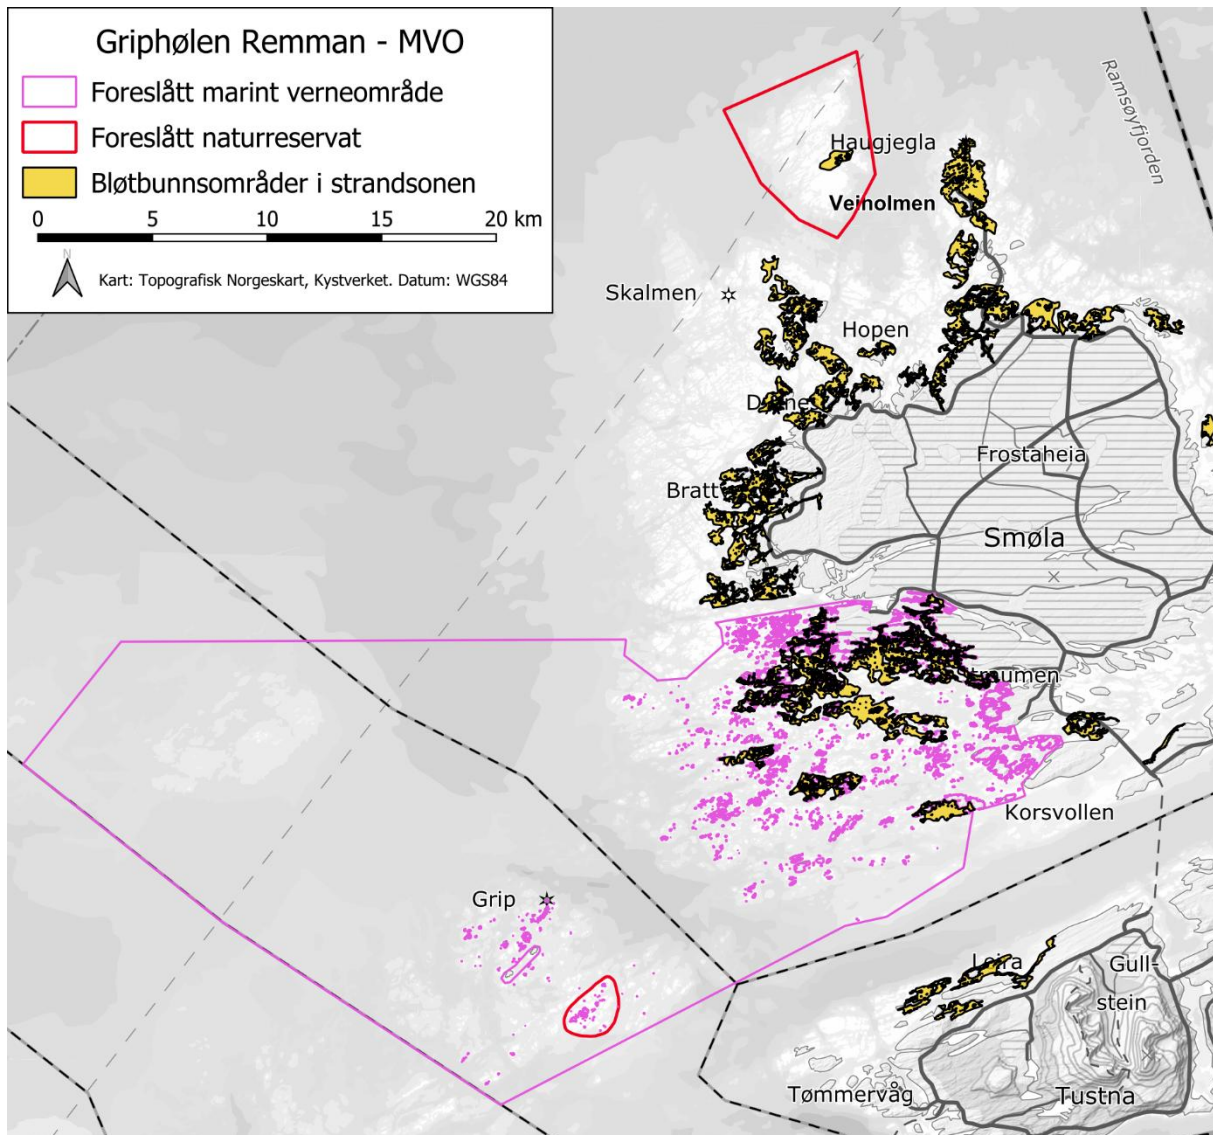 Griphølen Remman - MVO
Foreslått marint verneområde
Foreslått naturreservat
Bløtbunnsområder i strandsonen
0 5 10 15 20 km
N
Kart: Topografisk Norgeskart, Kystverket. Datum: WGS84
Ramsøyfjorden
Haugjegla
Veiholmen
Skalmen
Hopen
Frostaheia
Bratt
Smøla
Korsvollen
Grip
Gull-
stein
Tømmervåg
Tustna